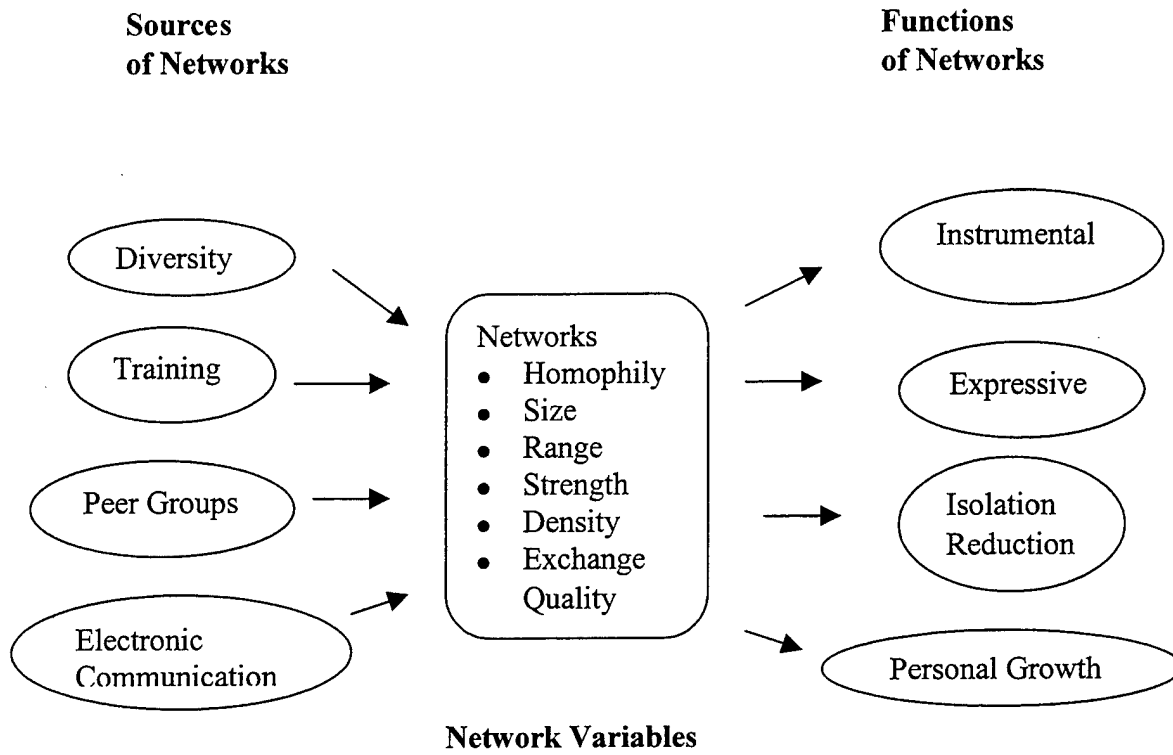 Sources
of Networks
Functions
of Networks
Diversity
Training
Peer Groups
Electronic
Communication
Networks
● Homophily
● Size
● Range
● Strength
● Density
● Exchange
Quality
Instrumental
Expressive
Isolation
Reduction
Personal Growth
Network Variables